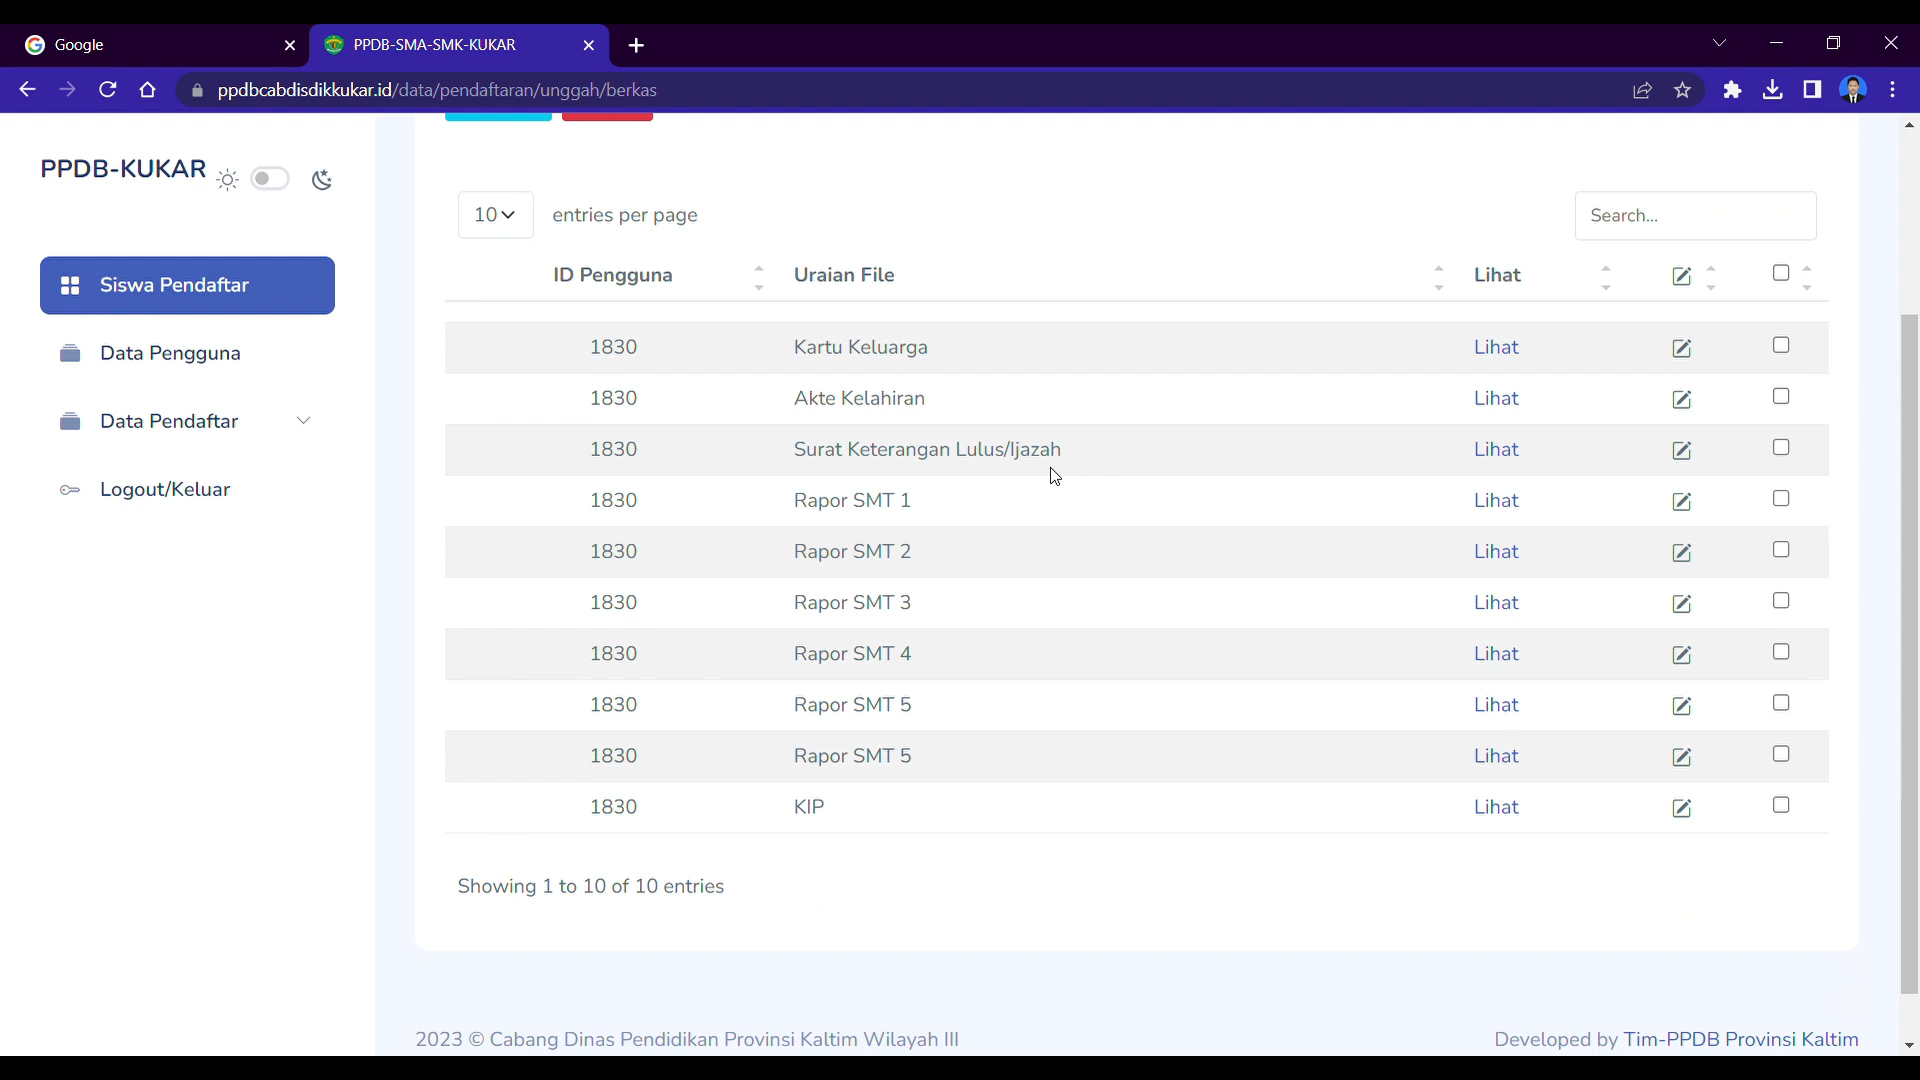 Google
PPDB-SMA-SMK-KUKAR
ppdbcabdisdikkukar.id/data/pendaftaran/unggah/berkas
PPDB-KUKAR
Siswa Pendaftar
Data Pengguna
Data Pendaftar
Logout/Keluar
10 entries per page
Search...
ID Pengguna Uraian File Lihat
1830 Kartu Keluarga Lihat
1830 Akte Kelahiran Lihat
1830 Surat Keterangan Lulus/Ijazah Lihat
1830 Rapor SMT 1 Lihat
1830 Rapor SMT 2 Lihat
1830 Rapor SMT 3 Lihat
1830 Rapor SMT 4 Lihat
1830 Rapor SMT 5 Lihat
1830 Rapor SMT 5 Lihat
1830 KIP Lihat
Showing 1 to 10 of 10 entries
2023 © Cabang Dinas Pendidikan Provinsi Kaltim Wilayah III
Developed by Tim-PPDB Provinsi Kaltim